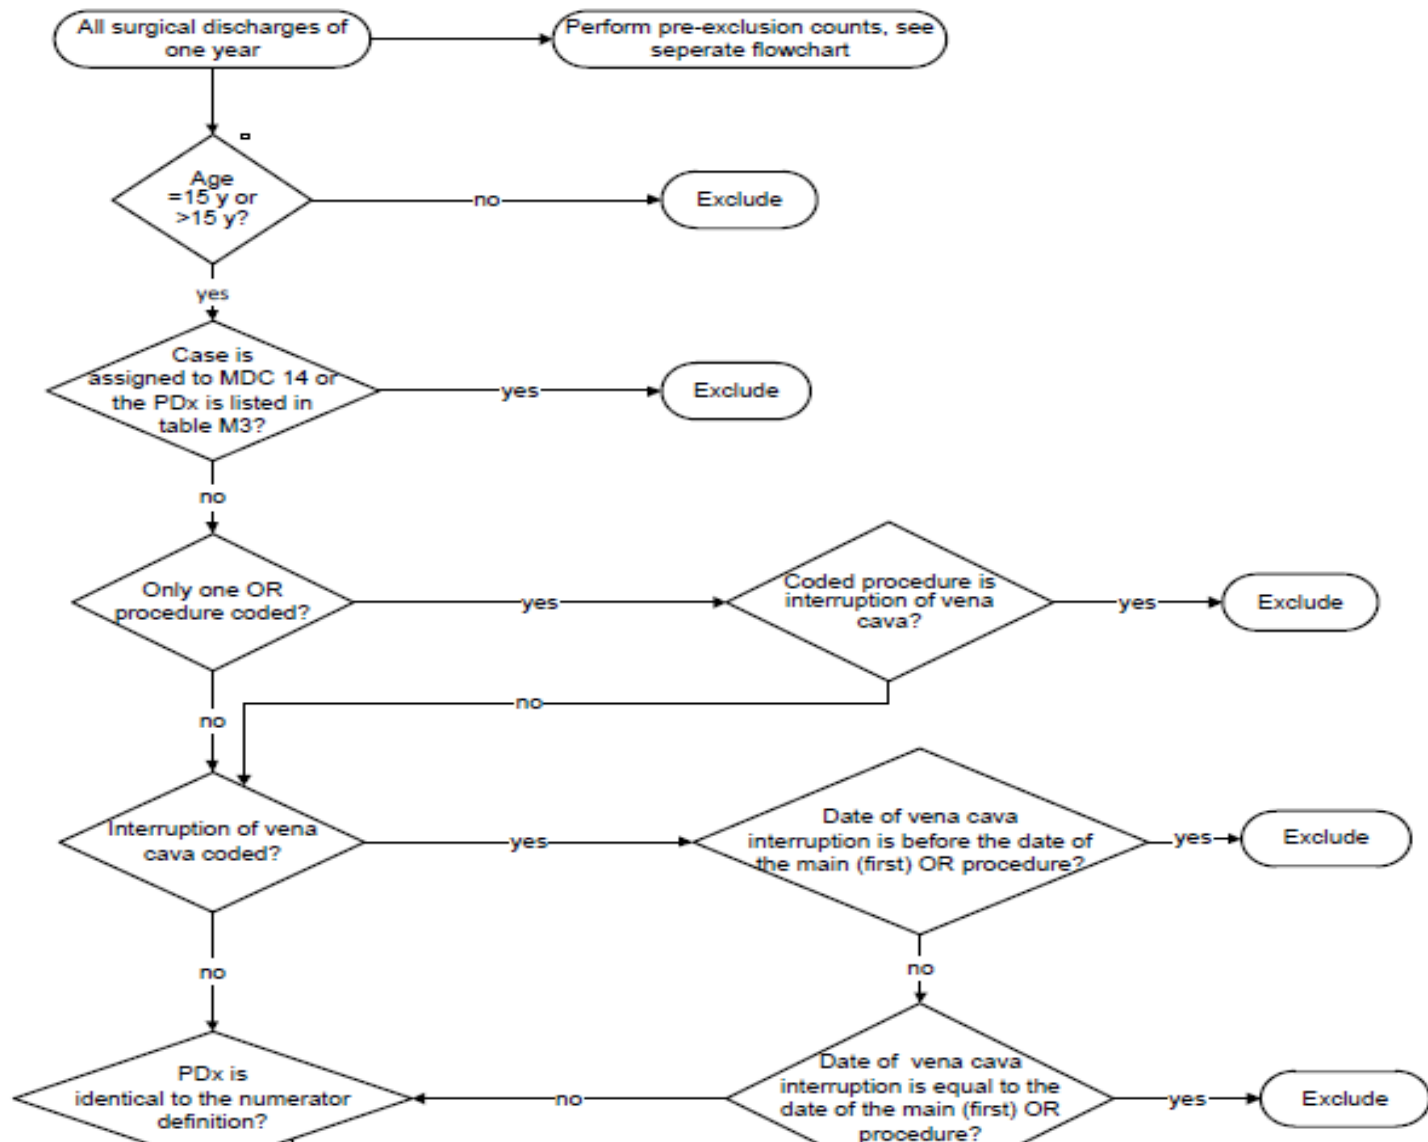 All surgical discharges of
one year
Perform pre-exclusion counts, see
seperate flowchart
Age
=15 y or
>15 y?
no
Exclude
yes
Case is
assigned to MDC 14 or
the PDx is listed in
table M3?
yes
Exclude
no
Only one OR
procedure coded?
yes
Coded procedure is
interruption of vena
cava?
yes
Exclude
no
no
Interruption of vena
cava coded?
yes
Date of vena cava
interruption is before the date of
the main (first) OR procedure?
yes
Exclude
no
no
PDx is
identical to the numerator
definition?
no
Date of vena cava
interruption is equal to the
date of the main (first) OR
procedure?
yes
Exclude